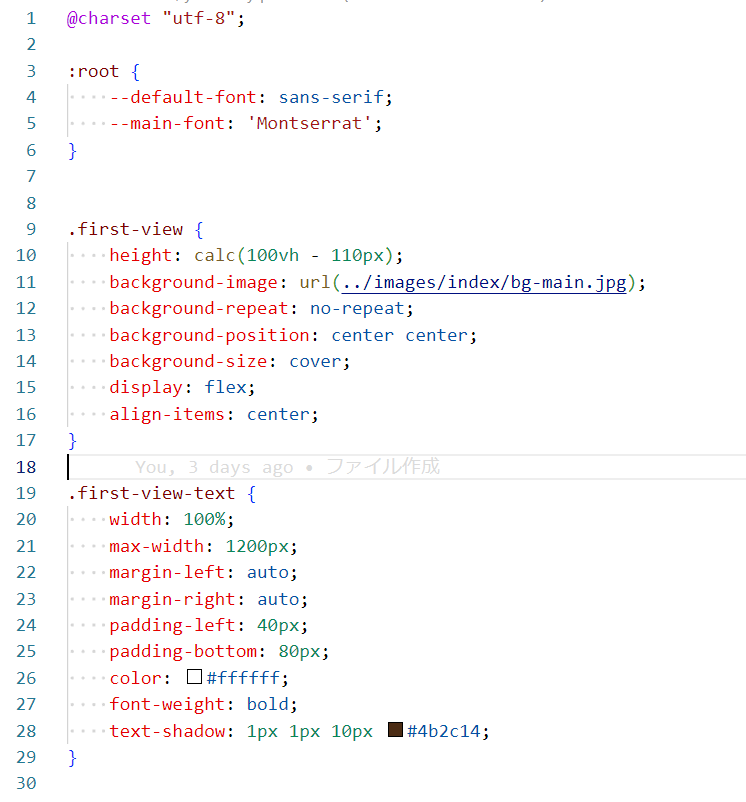 1 @charset "utf-8";
2
3 :root {
4 ····--default-font: sans-serif;
5 ····--main-font: 'Montserrat';
6 }
7
8
9 .first-view {
10 ····height: calc(100vh - 110px);
11 ····background-image: url(../images/index/bg-main.jpg);
12 ····background-repeat: no-repeat;
13 ····background-position: center center;
14 ····background-size: cover;
15 ····display: flex;
16 ····align-items: center;
17 }
18 You, 3 days ago • ファイル作成
19 .first-view-text {
20 ····width: 100%;
21 ····max-width: 1200px;
22 ····margin-left: auto;
23 ····margin-right: auto;
24 ····padding-left: 40px;
25 ····padding-bottom: 80px;
26 ····color: #ffffff;
27 ····font-weight: bold;
28 ····text-shadow: 1px 1px 10px #4b2c14;
29 }
30